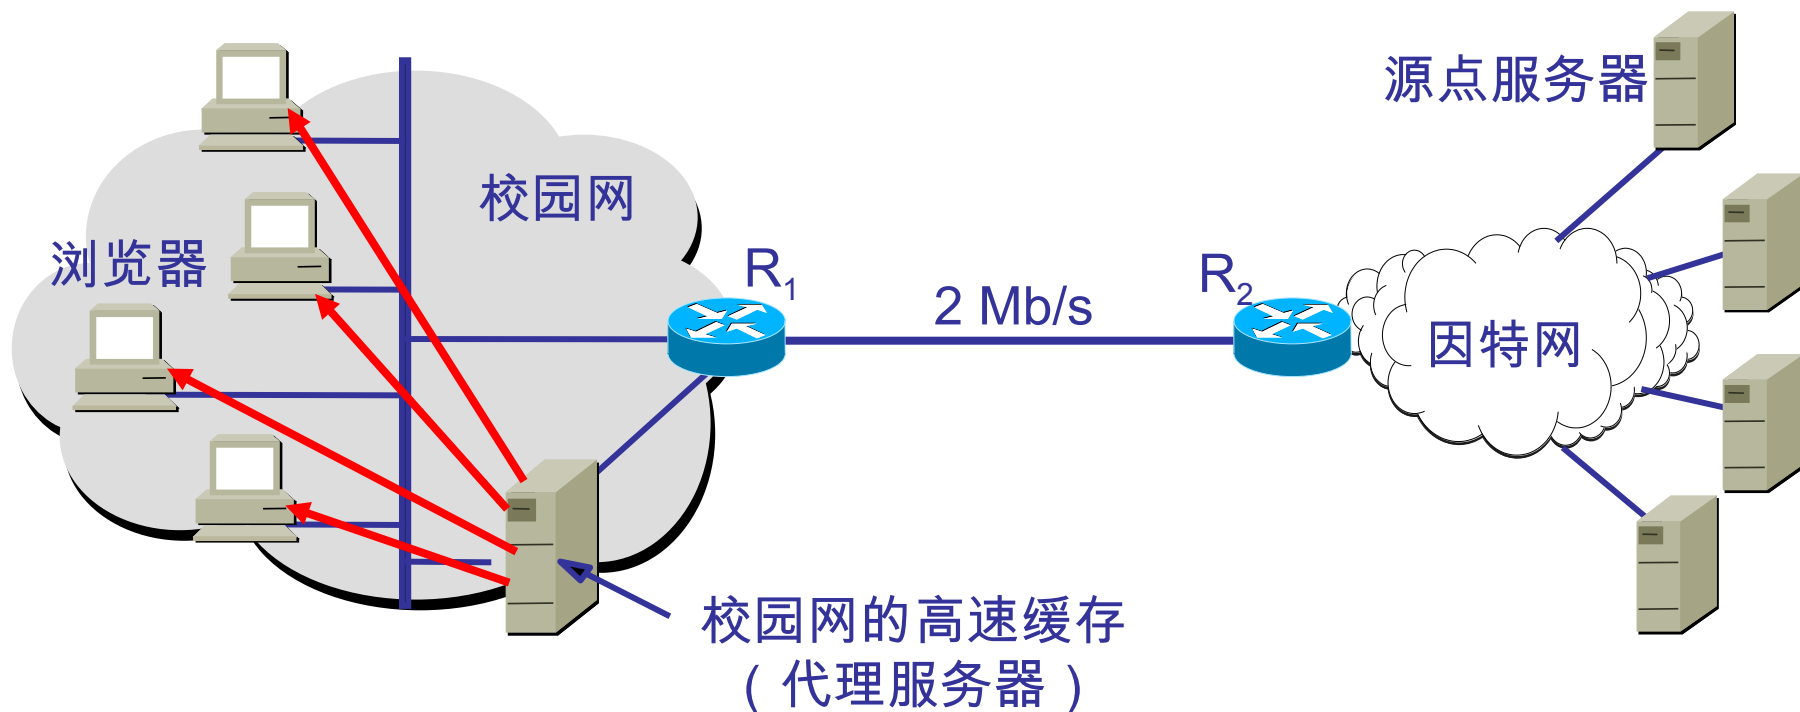 源点服务器
校园网
浏览器
R1
2 Mb/s
R2
因特网
校园网的高速缓存
(代理服务器)